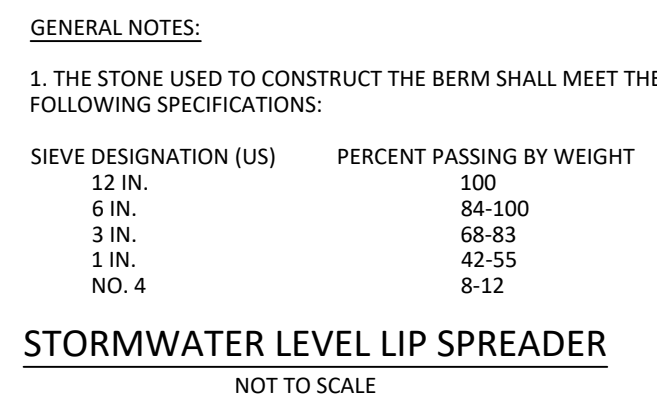 GENERAL NOTES:
1. THE STONE USED TO CONSTRUCT THE BERM SHALL MEET THE
FOLLOWING SPECIFICATIONS:
SIEVE DESIGNATION (US) PERCENT PASSING BY WEIGHT
12 IN. 100
6 IN. 84-100
3 IN. 68-83
1 IN. 42-55
NO. 4 8-12
STORMWATER LEVEL LIP SPREADER
NOT TO SCALE